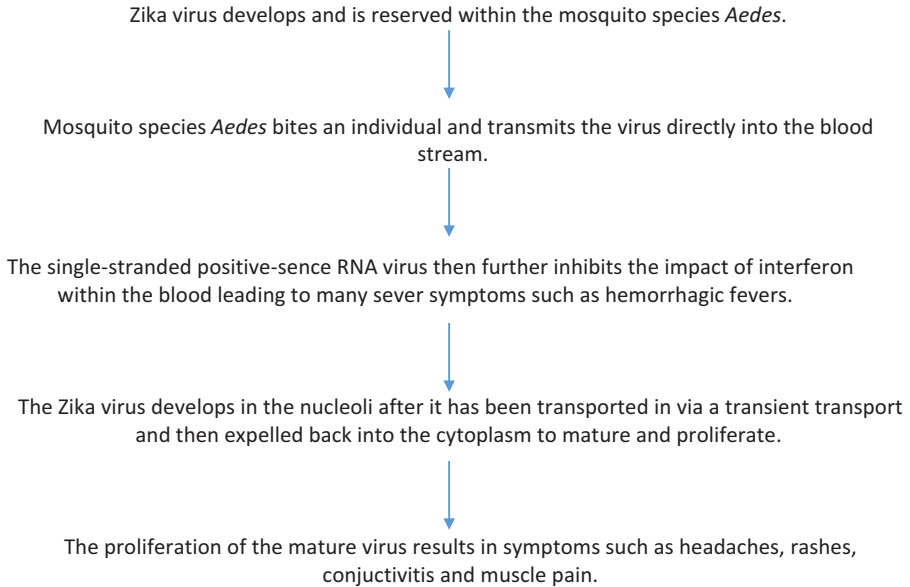 Zika virus develops and is reserved within the mosquito species Aedes.
Mosquito species Aedes bites an individual and transmits the virus directly into the blood
stream.
The single-stranded positive-sence RNA virus then further inhibits the impact of interferon
within the blood leading to many sever symptoms such as hemorrhagic fevers.
The Zika virus develops in the nucleoli after it has been transported in via a transient transport
and then expelled back into the cytoplasm to mature and proliferate.
The proliferation of the mature virus results in symptoms such as headaches, rashes,
conjuctivitis and muscle pain.